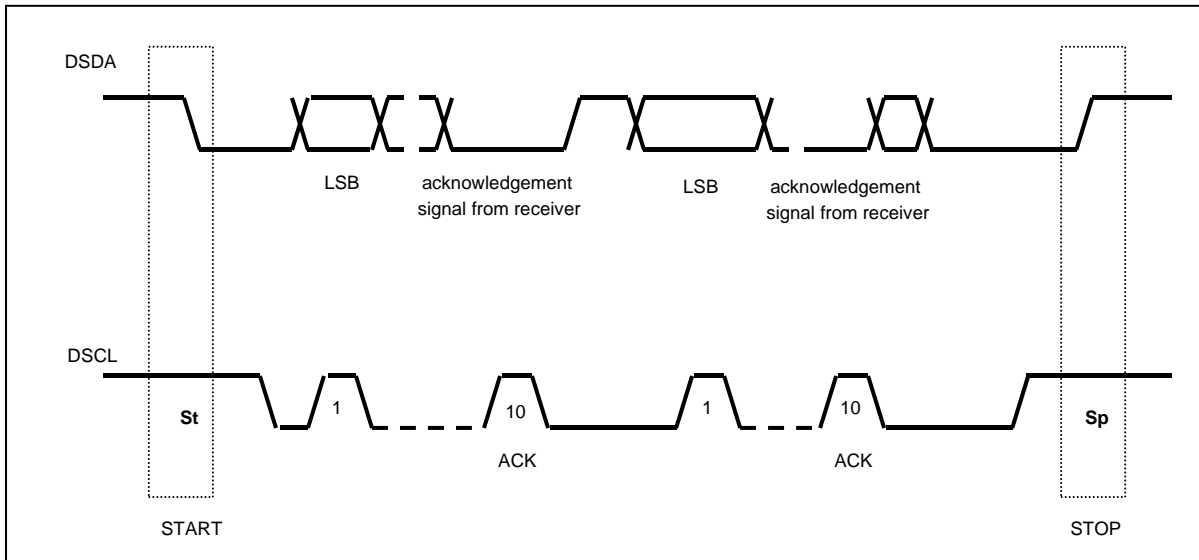 DSDA
LSB
acknowledgement
signal from receiver
LSB
acknowledgement
signal from receiver
DSCL
St
1
10
1
10
Sp
ACK
ACK
START
STOP